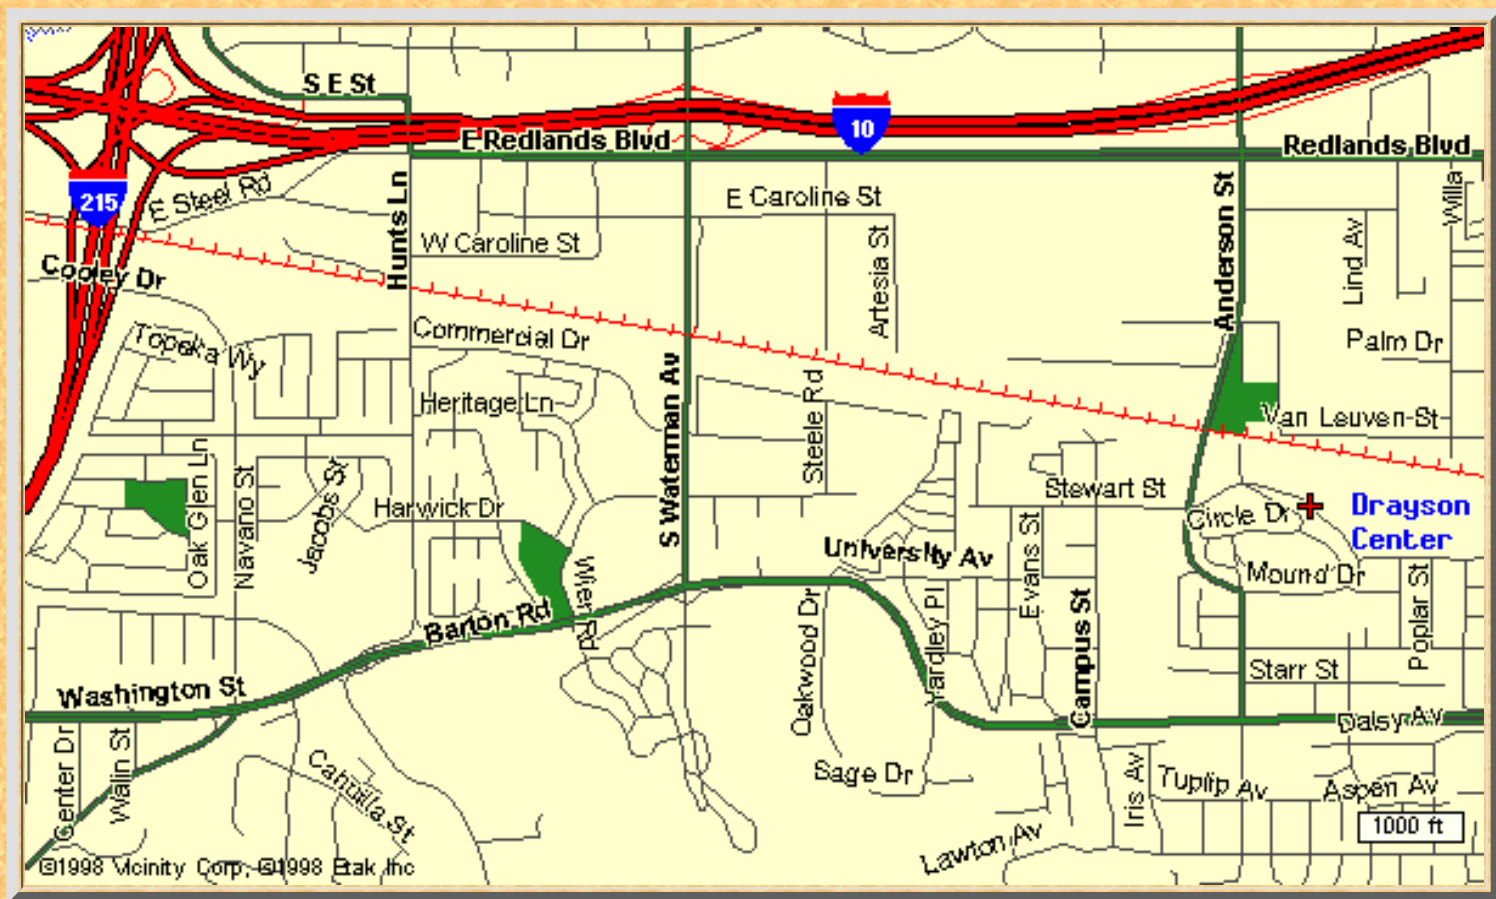 S E St
10
E Redlands Blvd
Redlands Blvd
215
E Steel Rd
Hunts Ln
E Caroline St
W Caroline St
Artesia St
Anderson St
Lind Av
Willa
Cooley Dr
Topeka Wy
Commercial Dr
Palm Dr
S Waterman Av
Heritage Ln
Steele Rd
Van Leuven St
Oak Glen Ln
Navano St
Jacobs St
Harwick Dr
Stewart St
Circle Dr
Drayson
Center
University Av
Evans St
Mound Dr
Poplar St
Wier Rd
Barton Rd
Oakwood Dr
Yardley Pl
Campus St
Starr St
Washington St
Daisy Av
Center Dr
Walin St
Cahuilla St
Sage Dr
Iris Av
Tuplip Av
Aspen Av
1000 ft
Lawton Av
©1998 Vicinity Corp, ©1998 Etak Inc